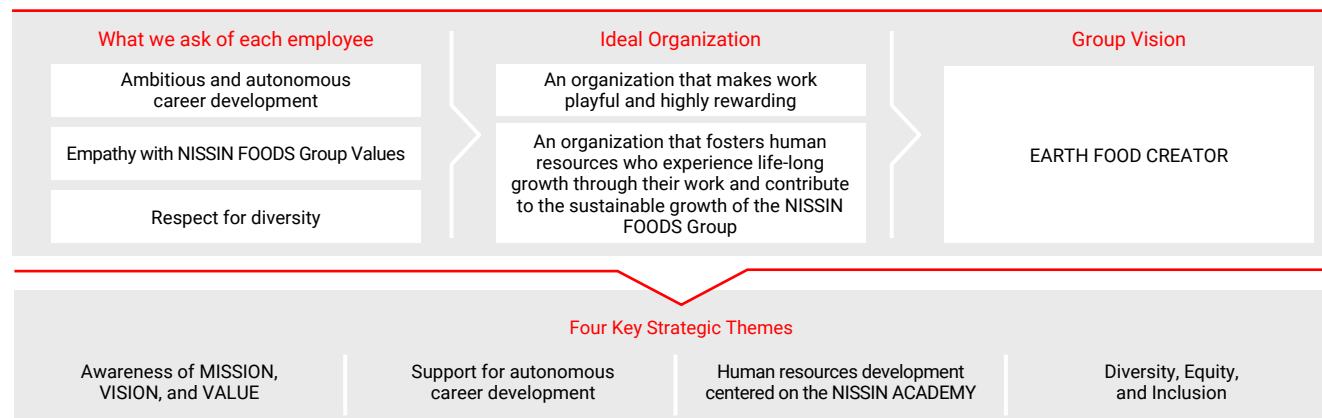 What we ask of each employee
Ambitious and autonomous
career development
Empathy with NISSIN FOODS Group Values
Respect for diversity
Ideal Organization
An organization that makes work
playful and highly rewarding
An organization that fosters human
resources who experience life-long
growth through their work and contribute
to the sustainable growth of the NISSIN
FOODS Group
Group Vision
EARTH FOOD CREATOR
Four Key Strategic Themes
Awareness of MISSION,
VISION, and VALUE
Support for autonomous
career development
Human resources development
centered on the NISSIN ACADEMY
Diversity, Equity,
and Inclusion